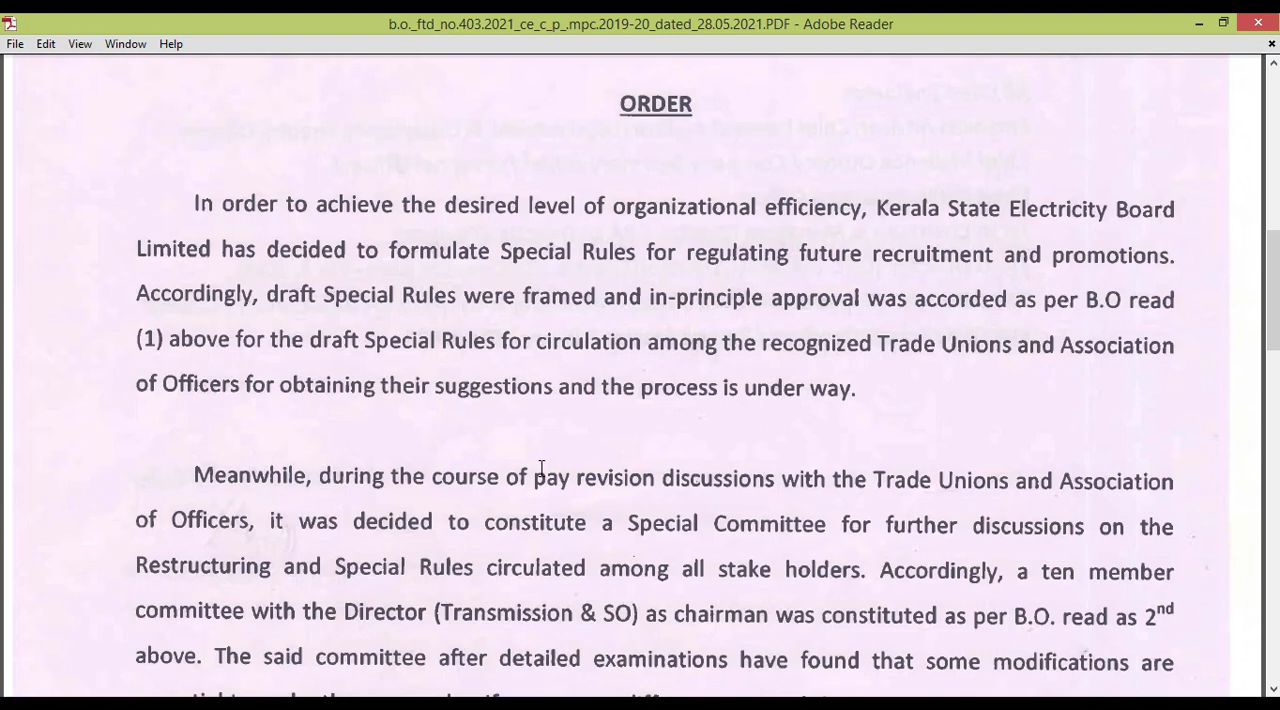 b.o._ftd_no.403.2021_ce_c_p_.mpc.2019-20_dated_28.05.2021.PDF - Adobe Reader
File Edit View Window Help
ORDER
In order to achieve the desired level of organizational efficiency, Kerala State Electricity Board
Limited has decided to formulate Special Rules for regulating future recruitment and promotions.
Accordingly, draft Special Rules were framed and in-principle approval was accorded as per B.O read
(1) above for the draft Special Rules for circulation among the recognized Trade Unions and Association
of Officers for obtaining their suggestions and the process is under way.
Meanwhile, during the course of pay revision discussions with the Trade Unions and Association
of Officers, it was decided to constitute a Special Committee for further discussions on the
Restructuring and Special Rules circulated among all stake holders. Accordingly, a ten member
committee with the Director (Transmission & SO) as chairman was constituted as per B.O. read as 2nd
above. The said committee after detailed examinations have found that some modifications are